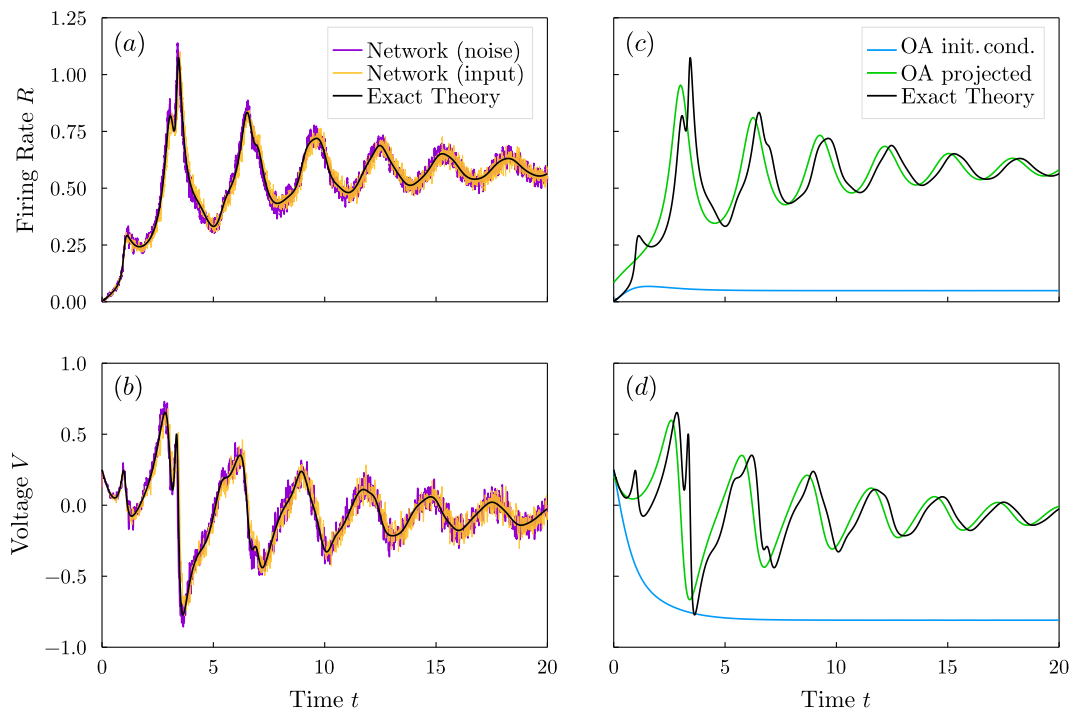 (a)
Network (noise)
Network (input)
Exact Theory
1.25
1.00
0.75
0.50
0.25
0.00
Firing Rate R
(c)
OA init. cond.
OA projected
Exact Theory
(b)
1.0
0.5
0.0
−0.5
−1.0
Voltage V
0 5 10 15 20
Time t
(d)
0 5 10 15 20
Time t